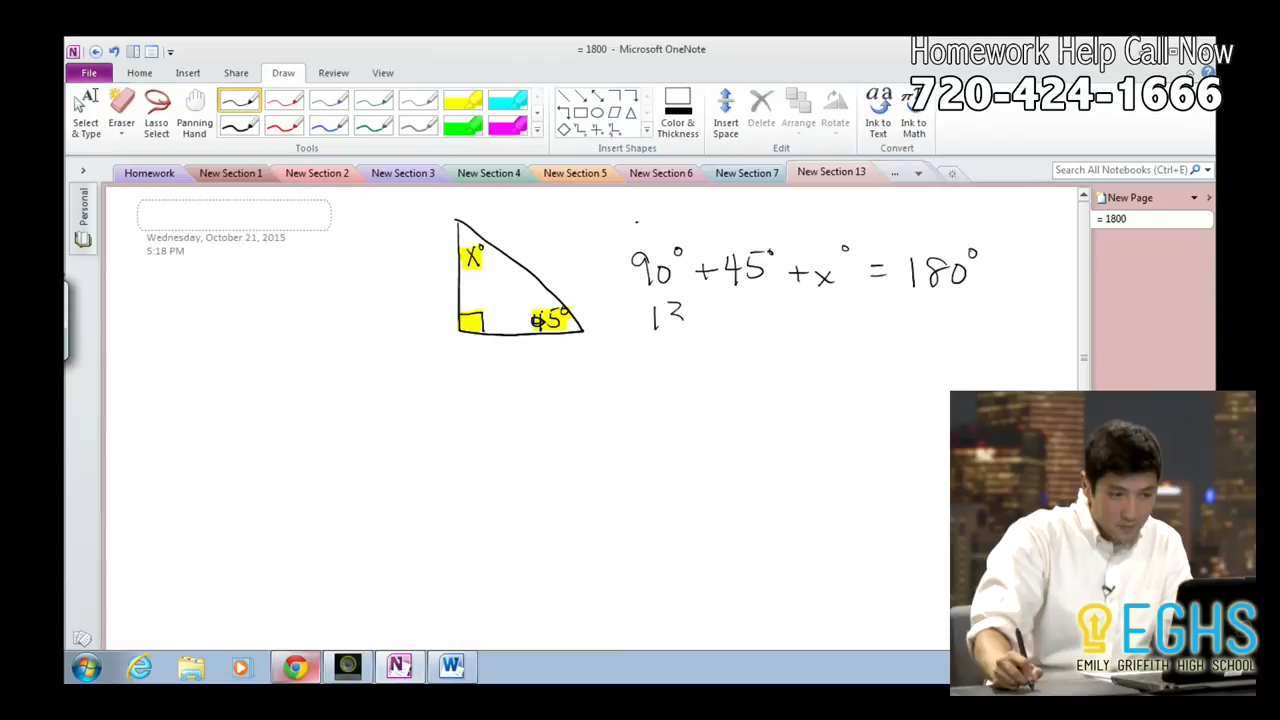 = 1800 - Microsoft OneNote
Homework Help Call-Now
720-424-1666
File Home Insert Share Draw Review View
Select & Type
Eraser
Lasso Select
Panning Hand
Color & Thickness
Insert Space
Delete
Arrange
Rotate
Ink to Text
Ink to Math
Tools
Insert Shapes
Edit
Convert
Homework New Section 1 New Section 2 New Section 3 New Section 4 New Section 5 New Section 6 New Section 7 New Section 13 ...
Search All Notebooks (Ctrl+E)
Personal
New Page
= 1800
Wednesday, October 21, 2015
5:18 PM
x°
45°
90° + 45° + x° = 180°
13
EGHS
EMILY GRIFFITH HIGH SCHOOL